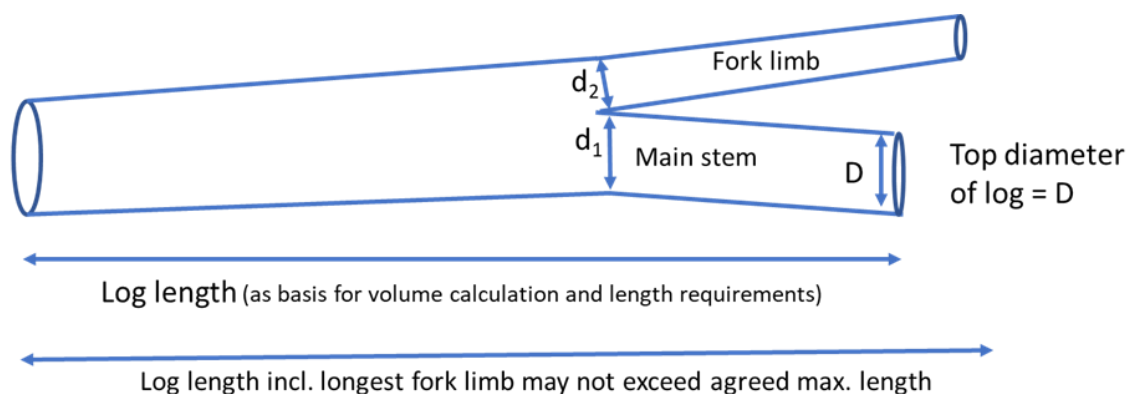 Fork limb
d2
d1
Main stem
D
Top diameter
of log = D
Log length (as basis for volume calculation and length requirements)
Log length incl. longest fork limb may not exceed agreed max. length